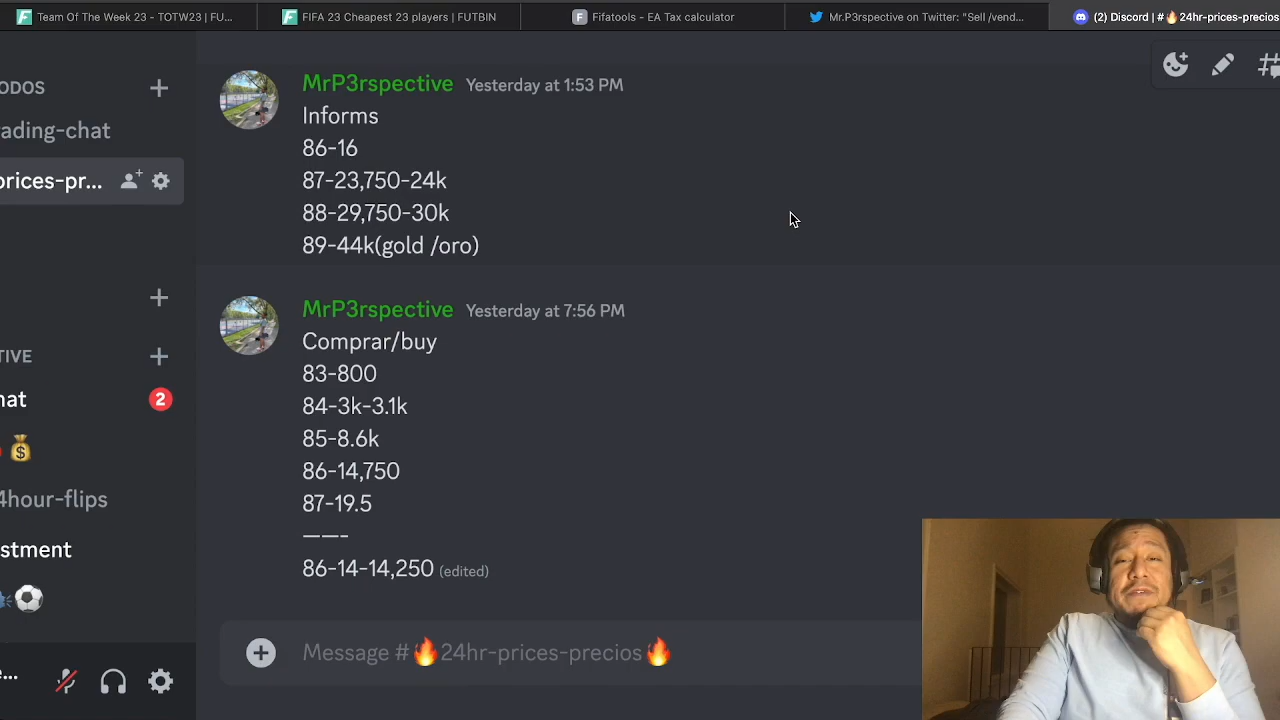 Team Of The Week 23 - TOTW23 | FU...
FIFA 23 Cheapest 23 players | FUTBIN
Fifatools - EA Tax calculator
Mr.P3rspective on Twitter: "Sell /vend...
(2) Discord | #🔥24hr-prices-precios
ODOS
ading-chat
prices-pr...
TIVE
hat
2
4hour-flips
stment
...
MrP3rspective Yesterday at 1:53 PM
Informs
86-16
87-23,750-24k
88-29,750-30k
89-44k(gold /oro)
MrP3rspective Yesterday at 7:56 PM
Comprar/buy
83-800
84-3k-3.1k
85-8.6k
86-14,750
87-19.5
——-
86-14-14,250 (edited)
Message #🔥24hr-prices-precios🔥